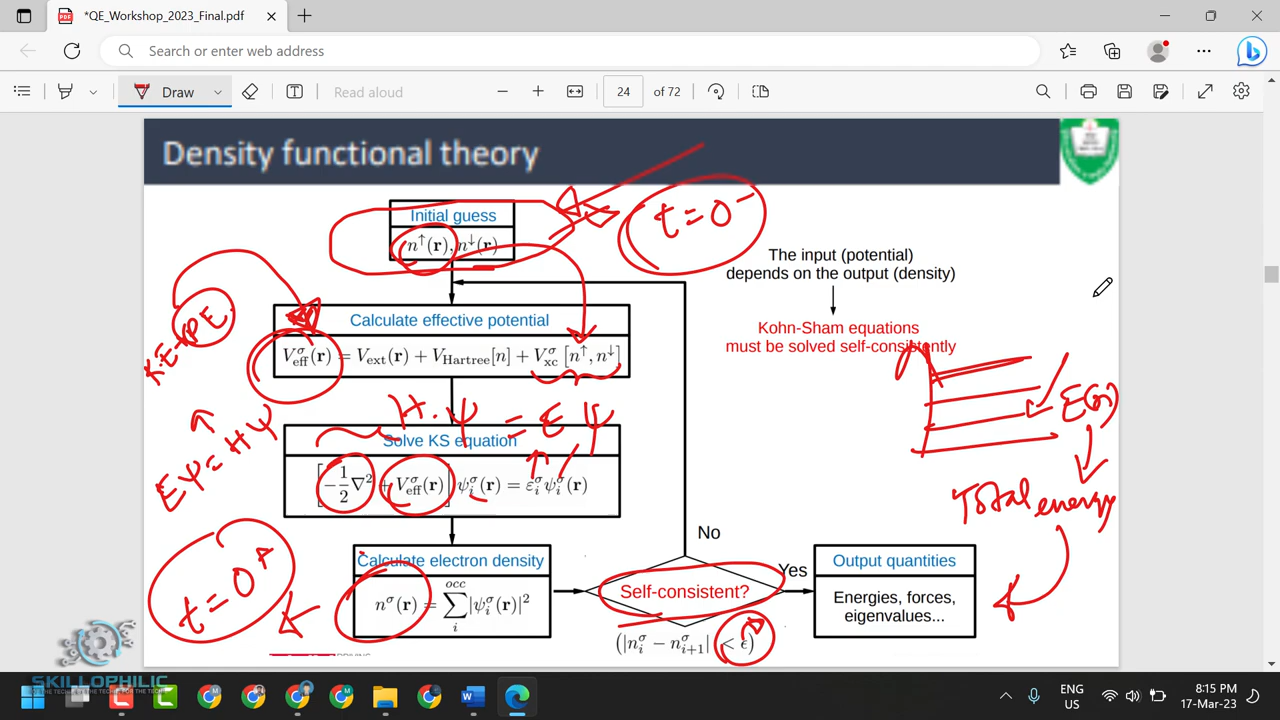 *QE_Workshop_2023_Final.pdf
Search or enter web address
Draw
Read aloud
24 of 72
Density functional theory
Initial guess
n↑(r), n↓(r)
t = 0⁻
The input (potential)
depends on the output (density)
Kohn-Sham equations
must be solved self-consistently
K.E + P.E
Calculate effective potential
V^σ_eff(r) = V_ext(r) + V_Hartree[n] + V^σ_xc [n↑, n↓]
H. ψ = E ψ
Eψ = Hψ
Solve KS equation
[-1/2 ∇² + V^σ_eff(r)] ψ^σ_i(r) = ε^σ_i ψ^σ_i(r)
E(n)
Total energy
No
Calculate electron density
n^σ(r) = ∑^occ_i |ψ^σ_i(r)|²
t = 0
Self-consistent?
(|n^σ_i − n^σ_{i+1}| < ϵ)
Yes
Output quantities
Energies, forces,
eigenvalues...
SKILLOPHILIC
ENG
US
8:15 PM
17-Mar-23